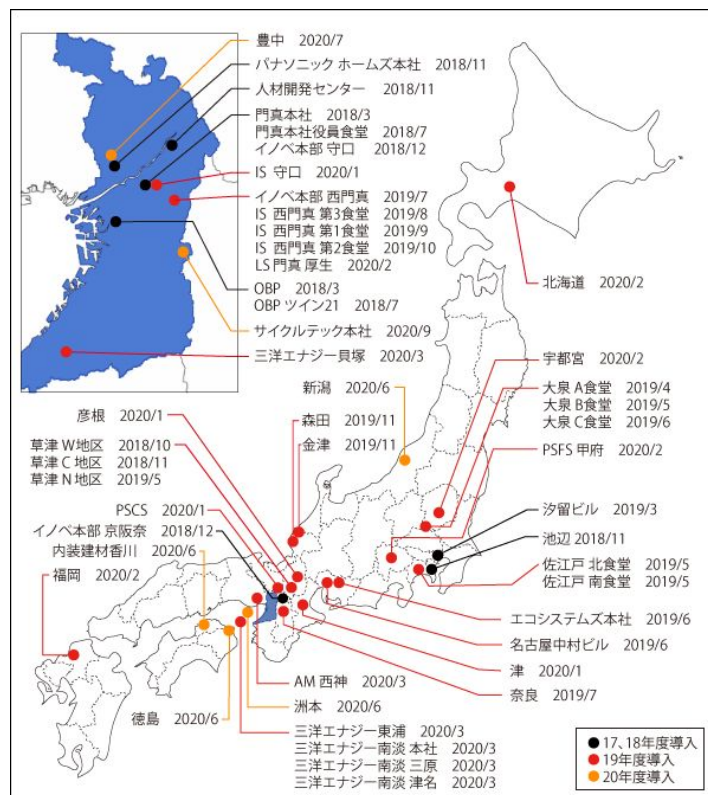 豊中 2020/7
パナソニック ホームズ本社 2018/11
人材開発センター 2018/11
門真本社 2018/3
門真本社役員食堂 2018/7
イノベ本部 守口 2018/12
IS 守口 2020/1
イノベ本部 西門真 2019/7
IS 西門真 第3食堂 2019/8
IS 西門真 第1食堂 2019/9
IS 西門真 第2食堂 2019/10
LS 門真 厚生 2020/2
OBP 2018/3
OBP ツイン21 2018/7
サイクルテック本社 2020/9
三洋エナジー貝塚 2020/3
北海道 2020/2
宇都宮 2020/2
大泉 A食堂 2019/4
大泉 B食堂 2019/5
大泉 C食堂 2019/6
PSFS 甲府 2020/2
新潟 2020/6
森田 2019/11
金津 2019/11
彦根 2020/1
草津 W地区 2018/10
草津 C 地区 2018/11
草津 N 地区 2019/5
PSCS 2020/1
イノベ本部 京阪奈 2018/12
内装建材香川 2020/6
福岡 2020/2
汐留ビル 2019/3
池辺 2018/11
佐江戸 北食堂 2019/5
佐江戸 南食堂 2019/5
エコシステムズ本社 2019/6
名古屋中村ビル 2019/6
津 2020/1
奈良 2019/7
AM 西神 2020/3
洲本 2020/6
徳島 2020/6
三洋エナジー東浦 2020/3
三洋エナジー南淡 本社 2020/3
三洋エナジー南淡 三原 2020/3
三洋エナジー南淡 津名 2020/3
17、18年度導入
19年度導入
20年度導入